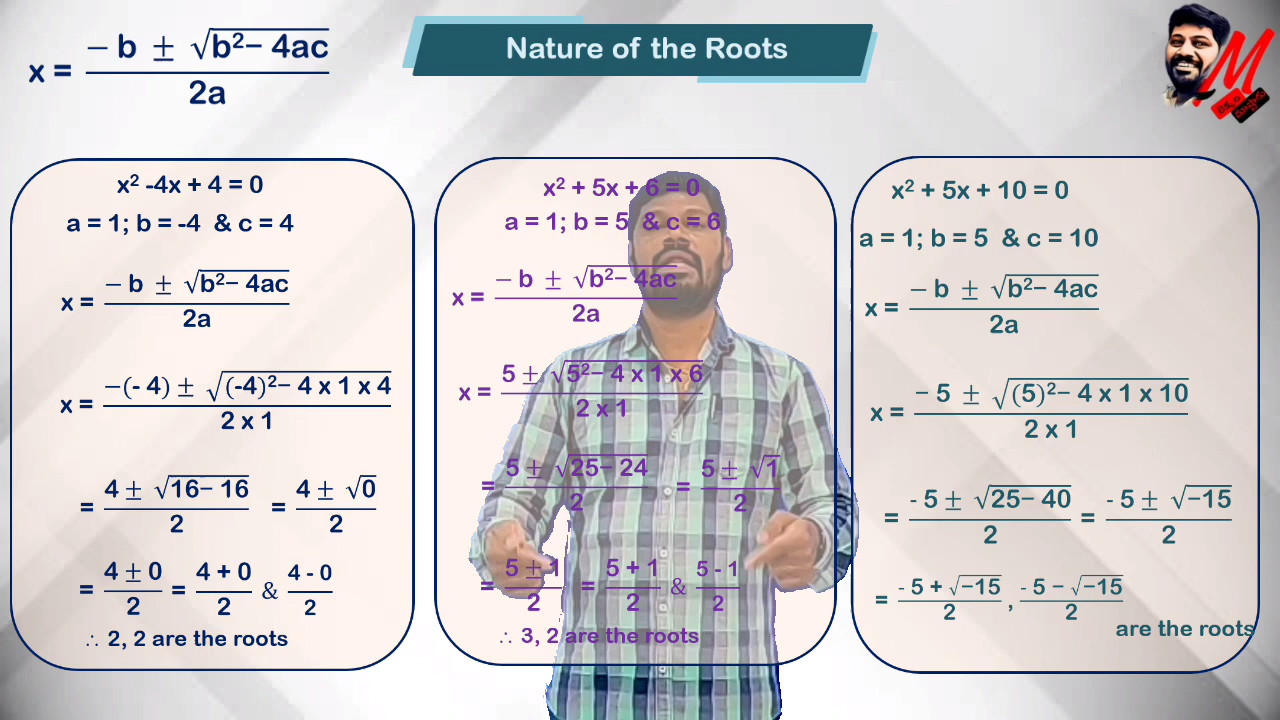 x = − b ± √b²− 4ac / 2a
Nature of the Roots
M
x² -4x + 4 = 0
a = 1; b = -4 & c = 4
x = − b ± √b²− 4ac / 2a
x = −(- 4) ± √(-4)²− 4 x 1 x 4 / 2 x 1
= 4 ± √16− 16 / 2 = 4 ± √0 / 2
= 4 ± 0 / 2 = 4 + 0 / 2 & 4 - 0 / 2
∴ 2, 2 are the roots
x² + 5x + 6 = 0
a = 1; b = 5 & c = 6
x = − b ± √b²− 4ac / 2a
x = 5 ± √5²− 4 x 1 x 6 / 2 x 1
= 5 ± √25− 24 / 2 = 5 ± √1 / 2
= 5 ± 1 / 2 = 5 + 1 / 2 & 5 - 1 / 2
∴ 3, 2 are the roots
x² + 5x + 10 = 0
a = 1; b = 5 & c = 10
x = − b ± √b²− 4ac / 2a
x = − 5 ± √(5)²− 4 x 1 x 10 / 2 x 1
= - 5 ± √25− 40 / 2 = - 5 ± √−15 / 2
= - 5 + √−15 / 2 , - 5 − √−15 / 2
are the roots